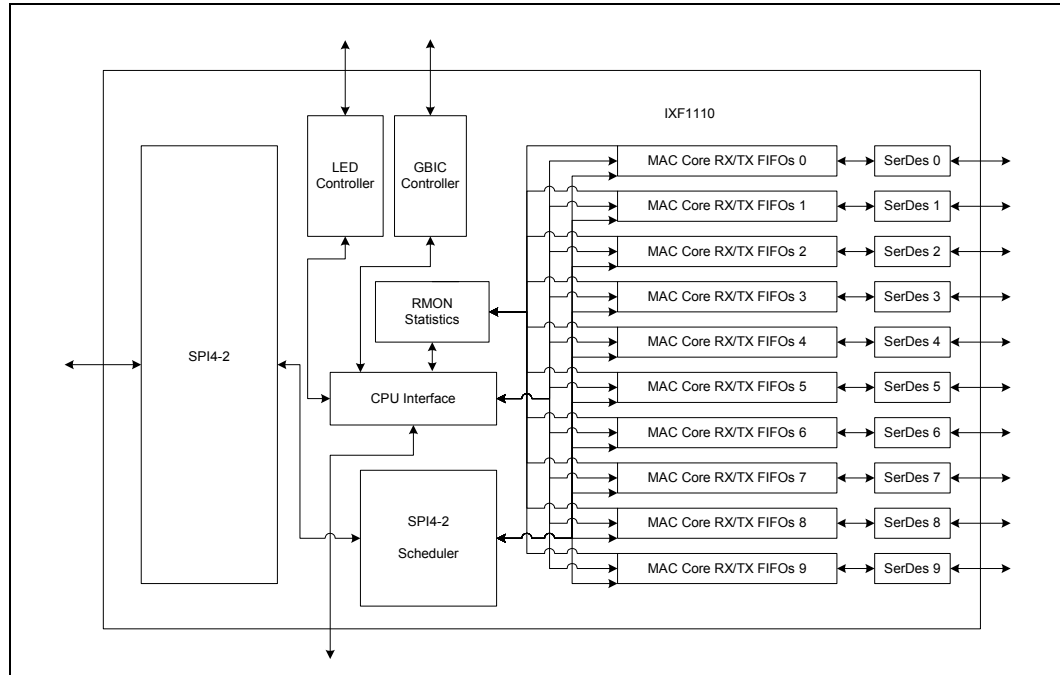 IXF1110
LED
Controller
GBIC
Controller
RMON
Statistics
SPI4-2
CPU Interface
SPI4-2
Scheduler
MAC Core RX/TX FIFOs 0
SerDes 0
MAC Core RX/TX FIFOs 1
SerDes 1
MAC Core RX/TX FIFOs 2
SerDes 2
MAC Core RX/TX FIFOs 3
SerDes 3
MAC Core RX/TX FIFOs 4
SerDes 4
MAC Core RX/TX FIFOs 5
SerDes 5
MAC Core RX/TX FIFOs 6
SerDes 6
MAC Core RX/TX FIFOs 7
SerDes 7
MAC Core RX/TX FIFOs 8
SerDes 8
MAC Core RX/TX FIFOs 9
SerDes 9